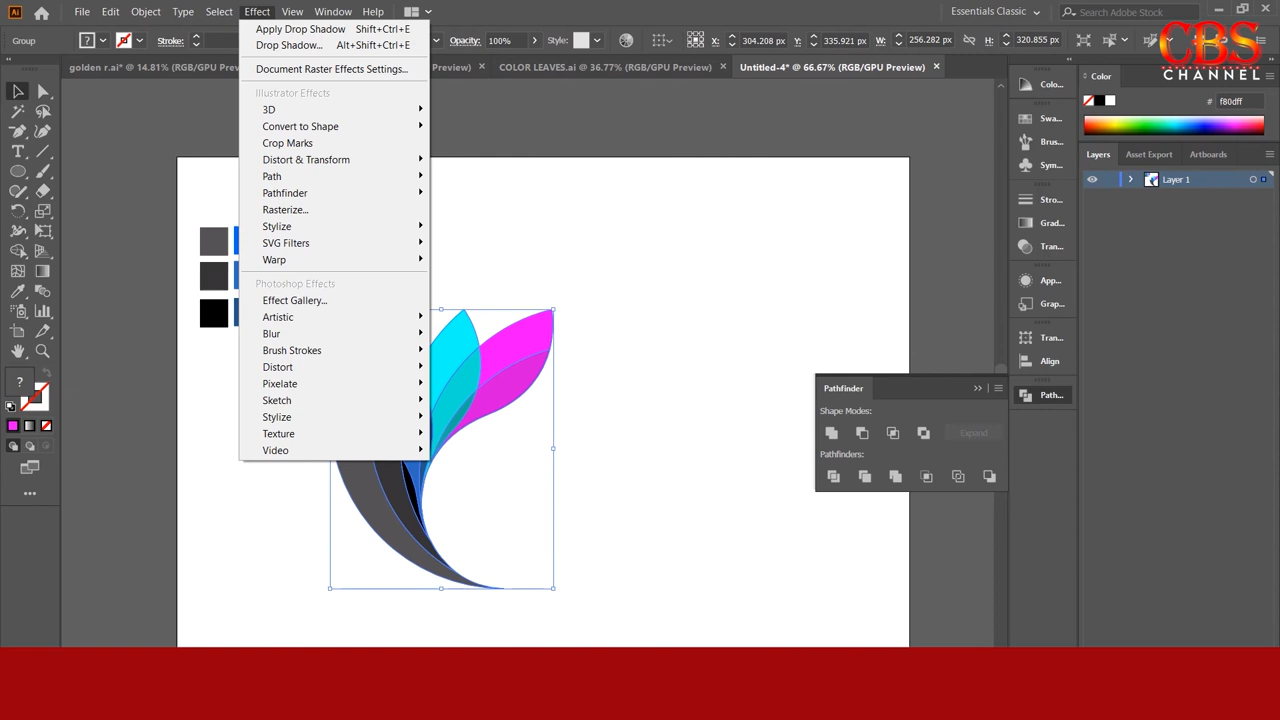 Ai File Edit Object Type Select Effect View Window Help Essentials Classic Search Adobe Stock
CBS
CHANNEL
Group Stroke: Opacity: 100% Style: X: 304.208 px Y: 335.921 px W: 256.282 px H: 320.855 px
golden r.ai* @ 14.81% (RGB/GPU Preview) COLOR LEAVES.ai @ 36.77% (RGB/GPU Preview) Untitled-4* @ 66.67% (RGB/GPU Preview)
Apply Drop Shadow Shift+Ctrl+E
Drop Shadow... Alt+Shift+Ctrl+E
Document Raster Effects Settings...
Illustrator Effects
3D
Convert to Shape
Crop Marks
Distort & Transform
Path
Pathfinder
Rasterize...
Stylize
SVG Filters
Warp
Photoshop Effects
Effect Gallery...
Artistic
Blur
Brush Strokes
Distort
Pixelate
Sketch
Stylize
Texture
Video
Pathfinder
Shape Modes:
Expand
Pathfinders:
Colo...
Swa...
Brus...
Sym...
Stro...
Grad...
Tran...
App...
Grap...
Tran...
Align
Path...
Color
# f80dff
Layers Asset Export Artboards
Layer 1
?